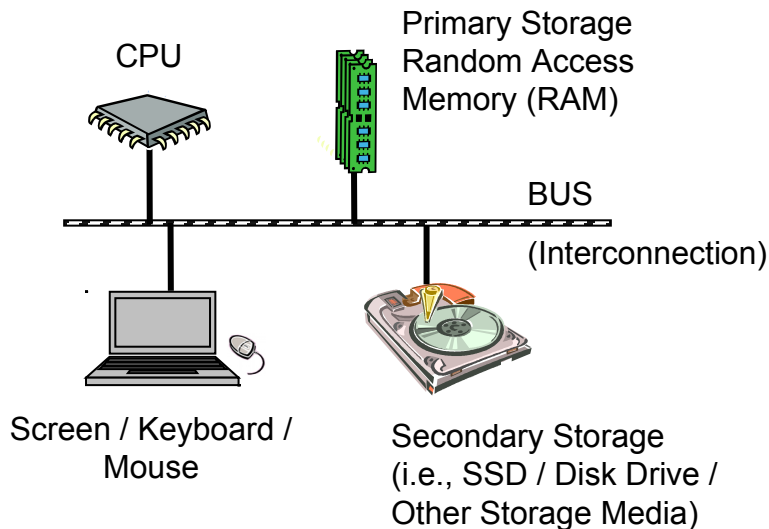 CPU
Primary Storage
Random Access
Memory (RAM)
BUS
(Interconnection)
Screen / Keyboard /
Mouse
Secondary Storage
(i.e., SSD / Disk Drive /
Other Storage Media)